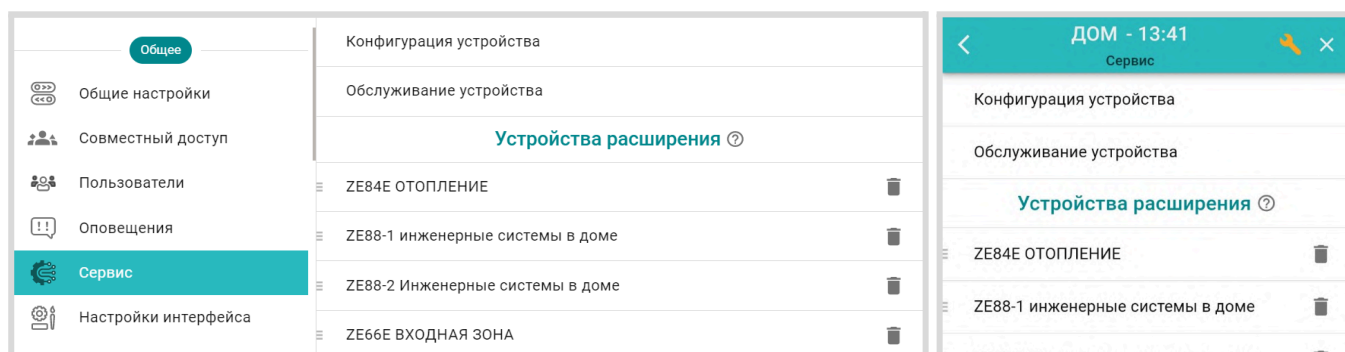 Общее
Общие настройки
Совместный доступ
Пользователи
Оповещения
Сервис
Настройки интерфейса
Конфигурация устройства
Обслуживание устройства
Устройства расширения ?
ZE84E ОТОПЛЕНИЕ
ZE88-1 инженерные системы в доме
ZE88-2 Инженерные системы в доме
ZE66E ВХОДНАЯ ЗОНА
ДОМ - 13:41
Сервис
Конфигурация устройства
Обслуживание устройства
Устройства расширения ?
ZE84E ОТОПЛЕНИЕ
ZE88-1 инженерные системы в доме